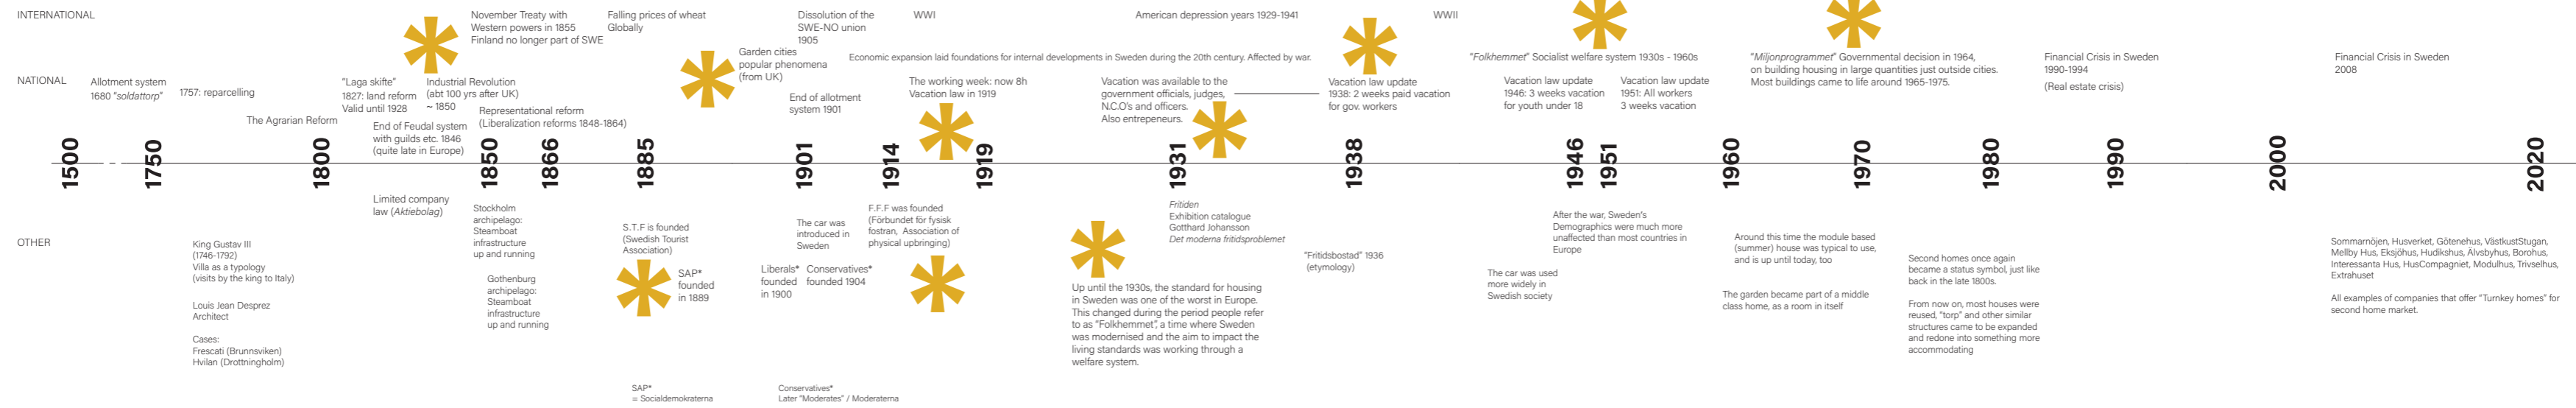 INTERNATIONAL
November Treaty with
Western powers in 1855
Finland no longer part of SWE
Falling prices of wheat
Globally
Dissolution of the
SWE-NO union
1905
WWI
American depression years 1929-1941
WWII
Garden cities
popular phenomena
(from UK)
Economic expansion laid foundations for internal developments in Sweden during the 20th century. Affected by war.
"Folkhemmet" Socialist welfare system 1930s - 1960s
"Miljonprogrammet" Governmental decision in 1964,
on building housing in large quantities just outside cities.
Most buildings came to life around 1965-1975.
Financial Crisis in Sweden
1990-1994
(Real estate crisis)
Financial Crisis in Sweden
2008
NATIONAL
Allotment system
1680 "soldattorp"
1757: reparcelling
The Agrarian Reform
"Laga skifte"
1827: land reform
Valid until 1928
Industrial Revolution
(abt 100 yrs after UK)
~ 1850
End of Feudal system
with guilds etc. 1846
(quite late in Europe)
Representational reform
(Liberalization reforms 1848-1864)
End of allotment
system 1901
The working week: now 8h
Vacation law in 1919
Vacation was available to the
government officials, judges,
N.C.O's and officers.
Also entrepeneurs.
Vacation law update
1938: 2 weeks paid vacation
for gov. workers
Vacation law update
1946: 3 weeks vacation
for youth under 18
Vacation law update
1951: All workers
3 weeks vacation
1500
1750
1800
1850
1866
1885
1901
1914
1919
1931
1938
1946
1951
1960
1970
1980
1990
2000
2020
OTHER
King Gustav III
(1746-1792)
Villa as a typology
(visits by the king to Italy)
Louis Jean Desprez
Architect
Cases:
Frescati (Brunnsviken)
Hvilan (Drottningholm)
Limited company
law (Aktiebolag)
Stockholm
archipelago:
Steamboat
infrastructure
up and running
Gothenburg
archipelago:
Steamboat
infrastructure
up and running
S.T.F is founded
(Swedish Tourist
Association)
SAP*
founded
in 1889
The car was
introduced in
Sweden
Liberals*
founded
in 1900
Conservatives*
founded 1904
F.F.F was founded
(Förbundet för fysisk
fostran, Association of
physical upbringing)
Fritiden
Exhibition catalogue
Gotthard Johansson
Det moderna fritidsproblemet
Up until the 1930s, the standard for housing
in Sweden was one of the worst in Europe.
This changed during the period people refer
to as "Folkhemmet", a time where Sweden
was modernised and the aim to impact the
living standards was working through a
welfare system.
"Fritidsbostad" 1936
(etymology)
After the war, Sweden's
Demographics were much more
unaffected than most countries in
Europe
The car was used
more widely in
Swedish society
Around this time the module based
(summer) house was typical to use,
and is up until today, too
The garden became part of a middle
class home, as a room in itself
Second homes once again
became a status symbol, just like
back in the late 1800s.
From now on, most houses were
reused, "torp" and other similar
structures came to be expanded
and redone into something more
accommodating
Sommarnöjen, Husverket, Götenehus, VästkustStugan,
Mellby Hus, Eksjöhus, Hudikshus, Älvsbyhus, Borohus,
Interessanta Hus, HusCompagniet, Modulhus, Trivselhus,
Extrahuset
All examples of companies that offer "Turnkey homes" for
second home market.
SAP*
= Socialdemokraterna
Conservatives*
Later "Moderates" / Moderaterna